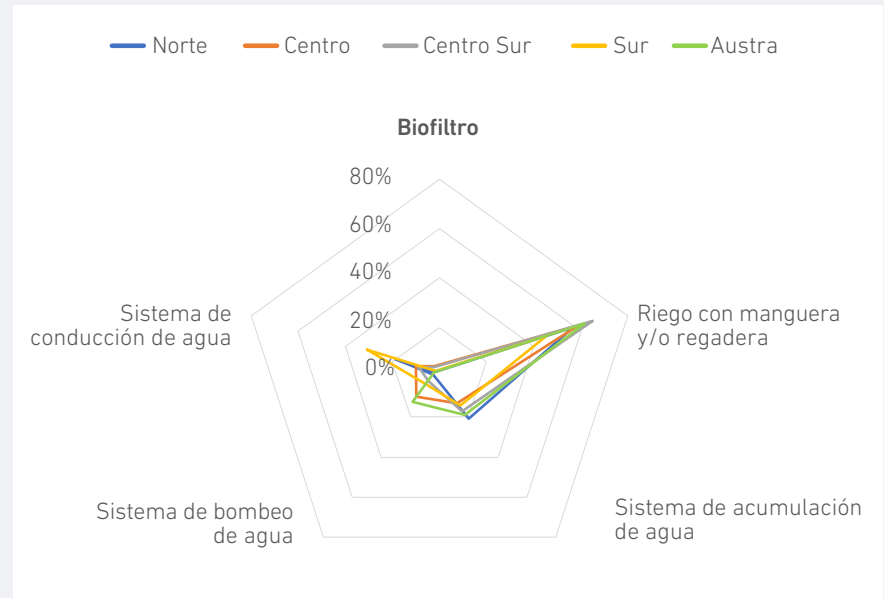 Norte
Centro
Centro Sur
Sur
Austra
Biofiltro
80%
60%
40%
20%
0%
Riego con manguera
y/o regadera
Sistema de acumulación
de agua
Sistema de bombeo
de agua
Sistema de
conducción de agua